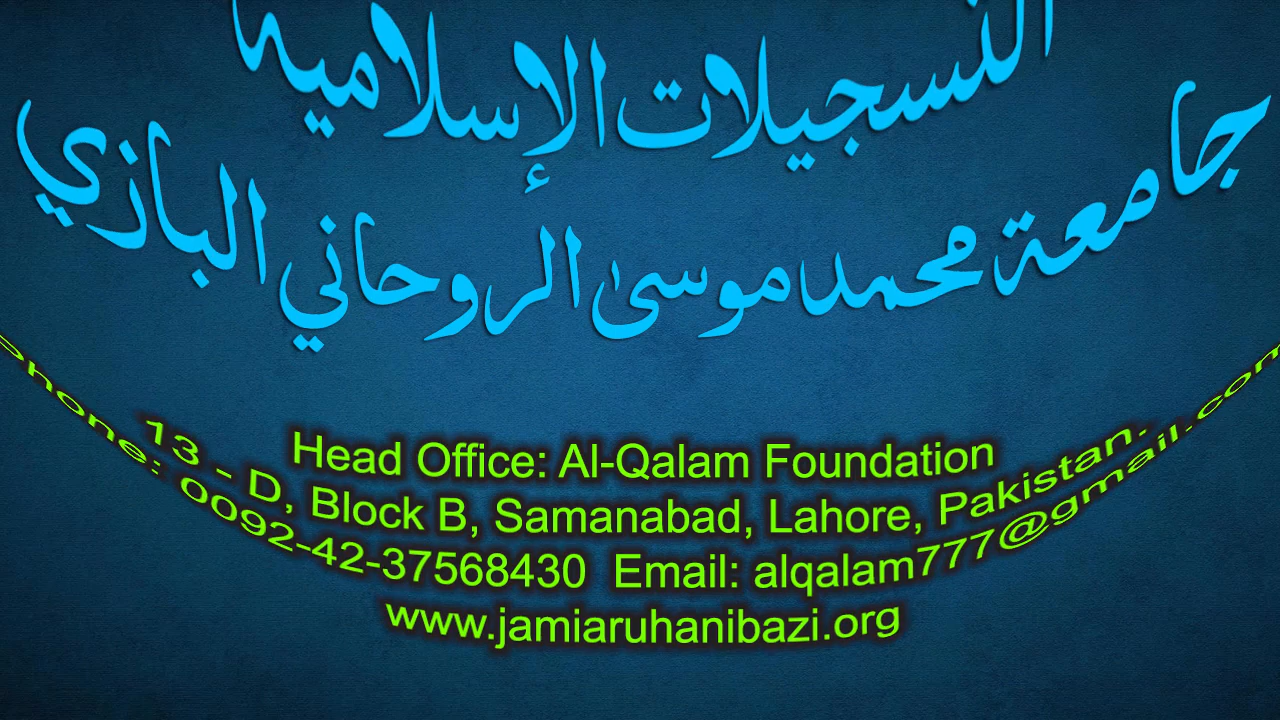 التسجيلات الإسلامية
جامعة محمد موسىٰ الروحاني البازي
Head Office: Al-Qalam Foundation
13 - D, Block B, Samanabad, Lahore, Pakistan.
Phone: 0092-42-37568430 Email: alqalam777@gmail.com
www.jamiaruhanibazi.org